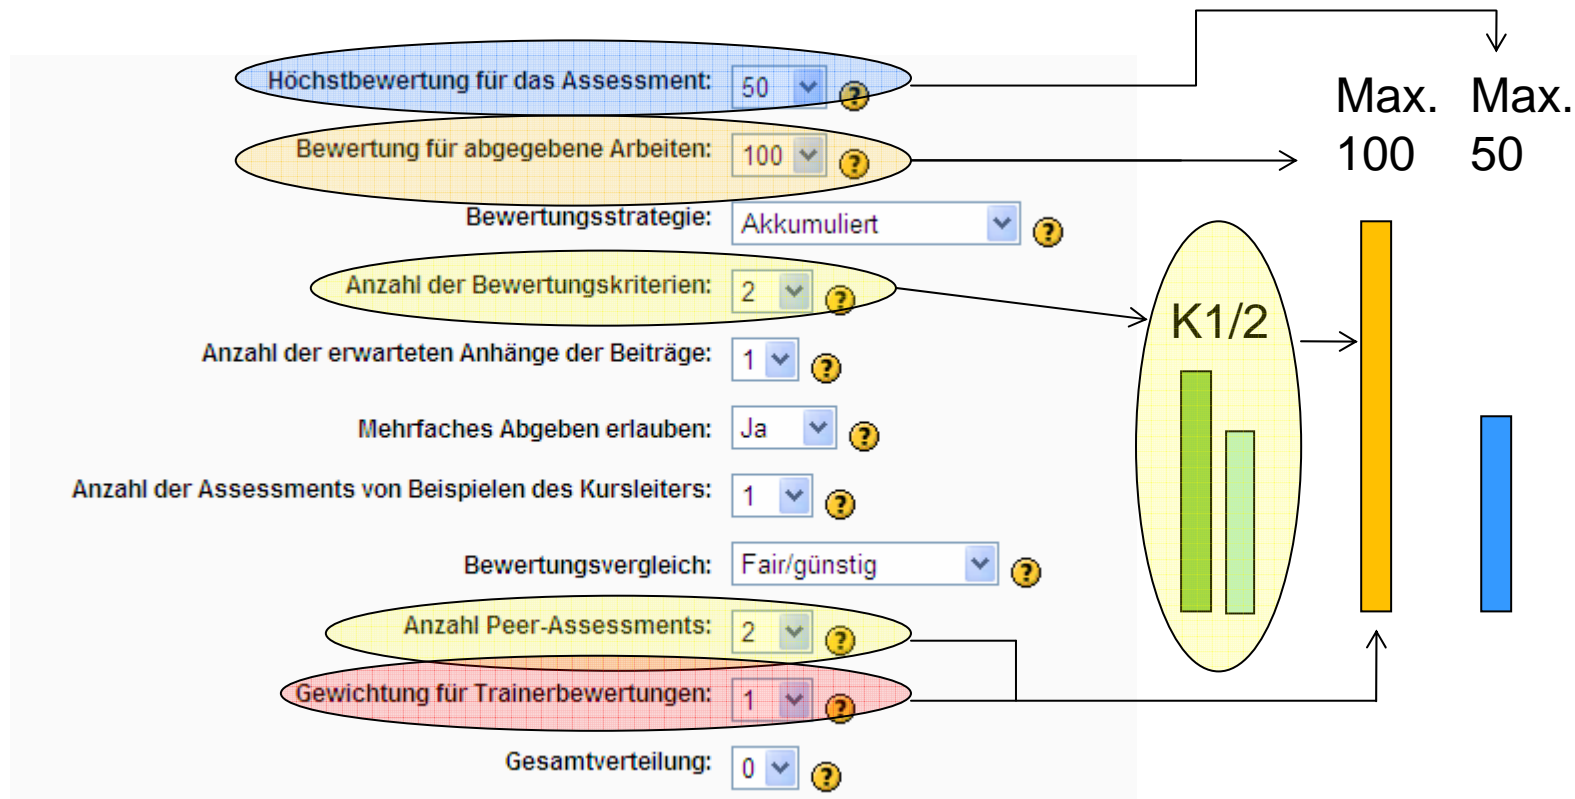 Höchstbewertung für das Assessment: 50 ?
Bewertung für abgegebene Arbeiten: 100 ?
Bewertungsstrategie: Akkumuliert ?
Anzahl der Bewertungskriterien: 2 ?
Anzahl der erwarteten Anhänge der Beiträge: 1 ?
Mehrfaches Abgeben erlauben: Ja ?
Anzahl der Assessments von Beispielen des Kursleiters: 1 ?
Bewertungsvergleich: Fair/günstig ?
Anzahl Peer-Assessments: 2 ?
Gewichtung für Trainerbewertungen: 1 ?
Gesamtverteilung: 0 ?
Max. Max.
100 50
K1/2